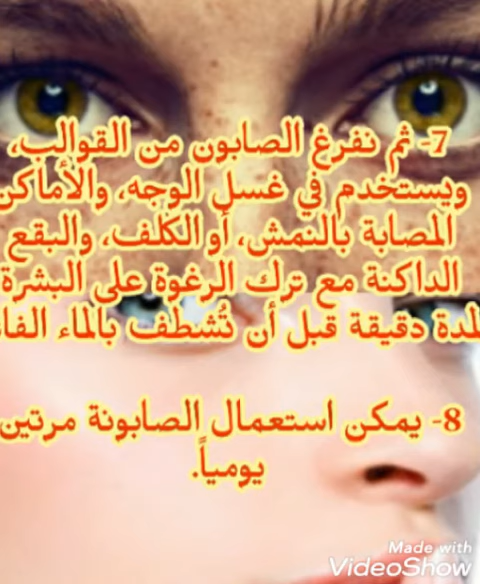 7- ثم نفرغ الصابون من القوالب،
ويستخدم في غسل الوجه، والأماكن
المصابة بالنمش، أو الكلف، والبقع
الداكنة مع ترك الرغوة على البشرة
لمدة دقيقة قبل أن تُشطف بالماء
8- يمكن استعمال الصابونة مرتين
يومياً.
Made with
VideoShow